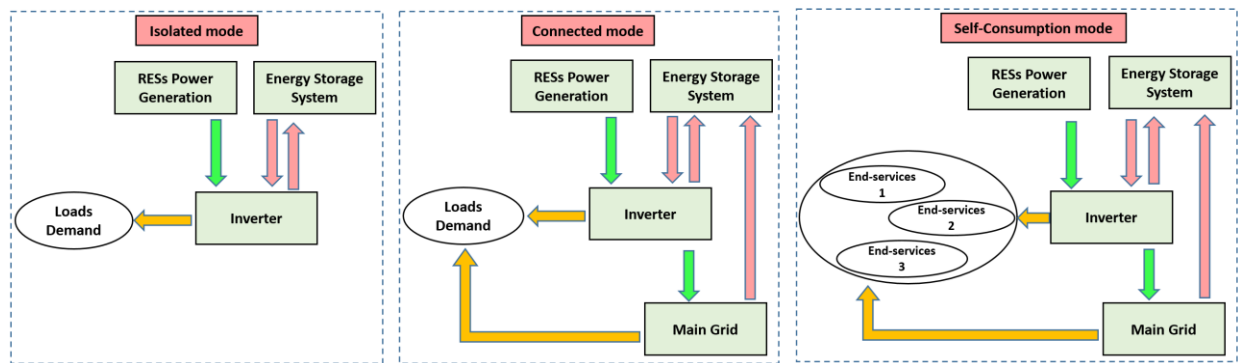 Isolated mode
RESs Power
Generation
Energy Storage
System
Loads
Demand
Inverter
Connected mode
RESs Power
Generation
Energy Storage
System
Loads
Demand
Inverter
Main Grid
Self-Consumption mode
RESs Power
Generation
Energy Storage
System
End-services
1
End-services
2
End-services
3
Inverter
Main Grid